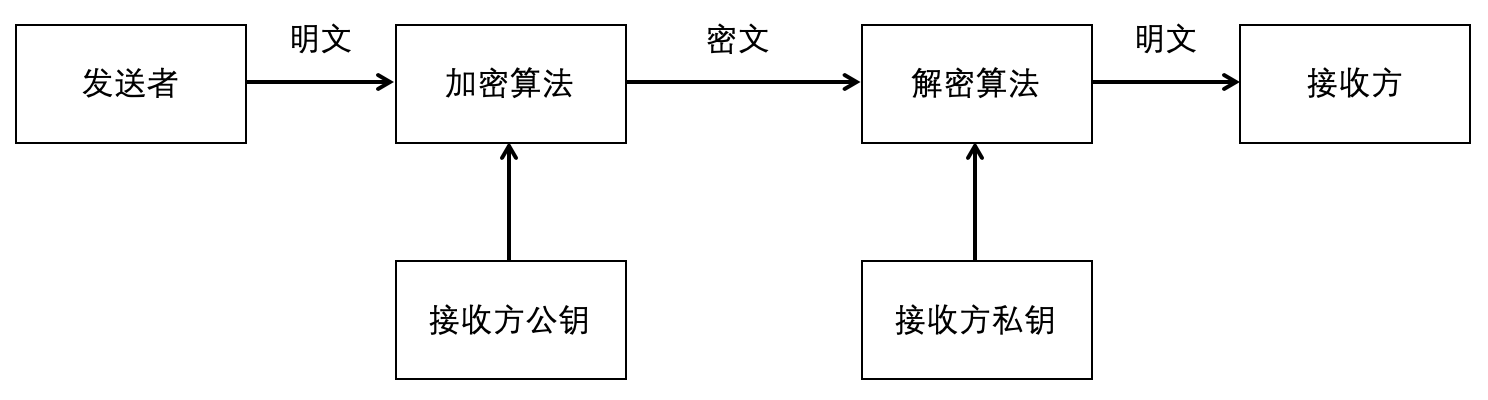 明文
密文
明文
发送者
加密算法
解密算法
接收方
接收方公钥
接收方私钥